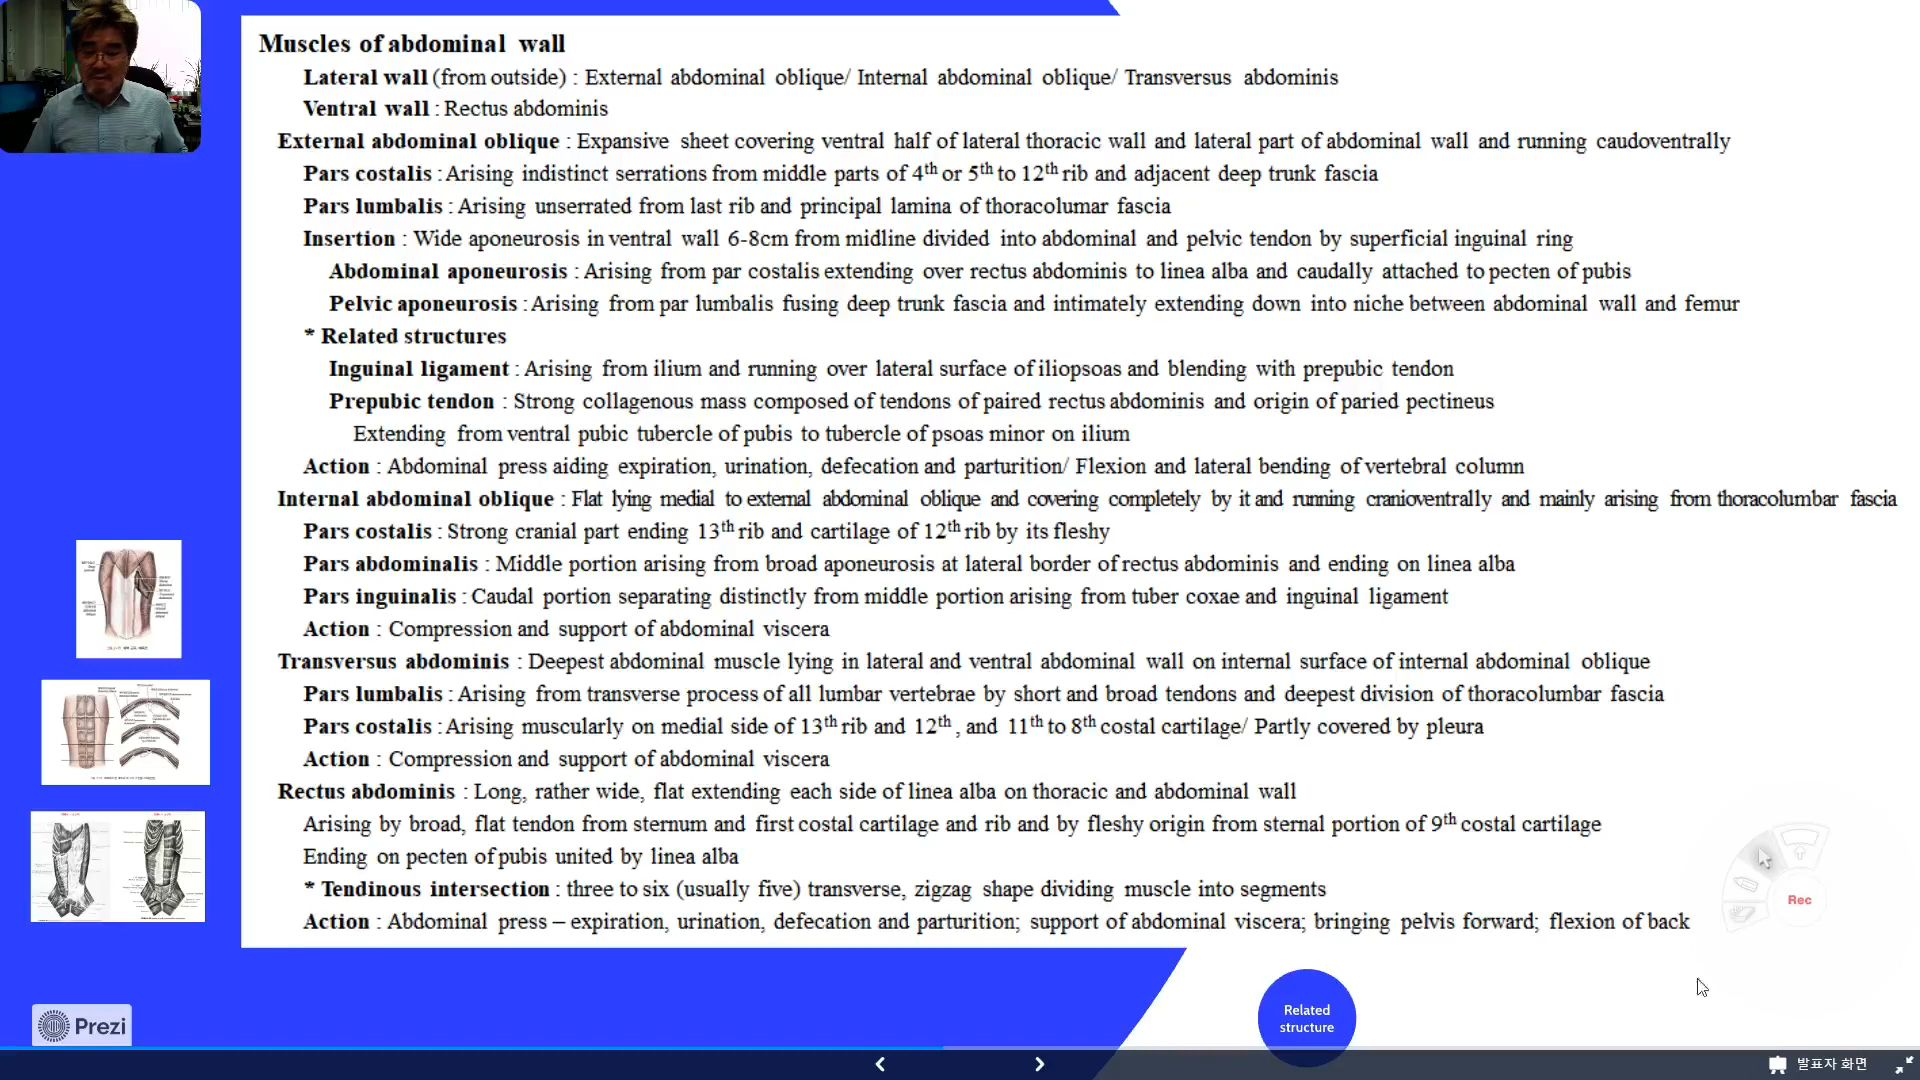 Muscles of abdominal wall
Lateral wall (from outside) : External abdominal oblique/ Internal abdominal oblique/ Transversus abdominis
Ventral wall : Rectus abdominis
External abdominal oblique : Expansive sheet covering ventral half of lateral thoracic wall and lateral part of abdominal wall and running caudoventrally
Pars costalis : Arising indistinct serrations from middle parts of 4th or 5th to 12th rib and adjacent deep trunk fascia
Pars lumbalis : Arising unserrated from last rib and principal lamina of thoracolumar fascia
Insertion : Wide aponeurosis in ventral wall 6-8cm from midline divided into abdominal and pelvic tendon by superficial inguinal ring
Abdominal aponeurosis : Arising from par costalis extending over rectus abdominis to linea alba and caudally attached to pecten of pubis
Pelvic aponeurosis : Arising from par lumbalis fusing deep trunk fascia and intimately extending down into niche between abdominal wall and femur
* Related structures
Inguinal ligament : Arising from ilium and running over lateral surface of iliopsoas and blending with prepubic tendon
Prepubic tendon : Strong collagenous mass composed of tendons of paired rectus abdominis and origin of paried pectineus
Extending from ventral pubic tubercle of pubis to tubercle of psoas minor on ilium
Action : Abdominal press aiding expiration, urination, defecation and parturition/ Flexion and lateral bending of vertebral column
Internal abdominal oblique : Flat lying medial to external abdominal oblique and covering completely by it and running cranioventrally and mainly arising from thoracolumbar fascia
Pars costalis : Strong cranial part ending 13th rib and cartilage of 12th rib by its fleshy
Pars abdominalis : Middle portion arising from broad aponeurosis at lateral border of rectus abdominis and ending on linea alba
Pars inguinalis : Caudal portion separating distinctly from middle portion arising from tuber coxae and inguinal ligament
Action : Compression and support of abdominal viscera
Transversus abdominis : Deepest abdominal muscle lying in lateral and ventral abdominal wall on internal surface of internal abdominal oblique
Pars lumbalis : Arising from transverse process of all lumbar vertebrae by short and broad tendons and deepest division of thoracolumbar fascia
Pars costalis : Arising muscularly on medial side of 13th rib and 12th , and 11th to 8th costal cartilage/ Partly covered by pleura
Action : Compression and support of abdominal viscera
Rectus abdominis : Long, rather wide, flat extending each side of linea alba on thoracic and abdominal wall
Arising by broad, flat tendon from sternum and first costal cartilage and rib and by fleshy origin from sternal portion of 9th costal cartilage
Ending on pecten of pubis united by linea alba
* Tendinous intersection : three to six (usually five) transverse, zigzag shape dividing muscle into segments
Action : Abdominal press – expiration, urination, defecation and parturition; support of abdominal viscera; bringing pelvis forward; flexion of back
Rec
Related
structure
Prezi
발표자 화면